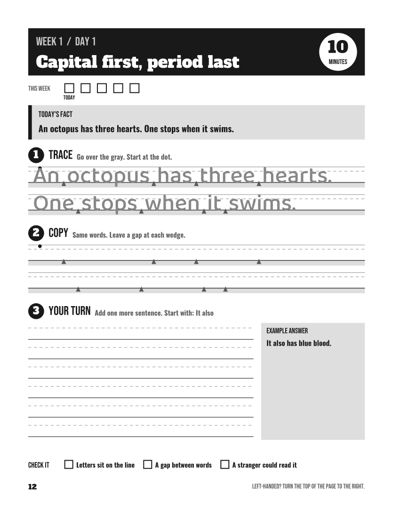 WEEK 1 / DAY 1
Capital first, period last
10
MINUTES
THIS WEEK
TODAY
TODAY'S FACT
An octopus has three hearts. One stops when it swims.
1 TRACE Go over the gray. Start at the dot.
An octopus has three hearts.
One stops when it swims.
2 COPY Same words. Leave a gap at each wedge.
3 YOUR TURN Add one more sentence. Start with: It also
EXAMPLE ANSWER
It also has blue blood.
CHECK IT Letters sit on the line A gap between words A stranger could read it
12 LEFT-HANDED? TURN THE TOP OF THE PAGE TO THE RIGHT.